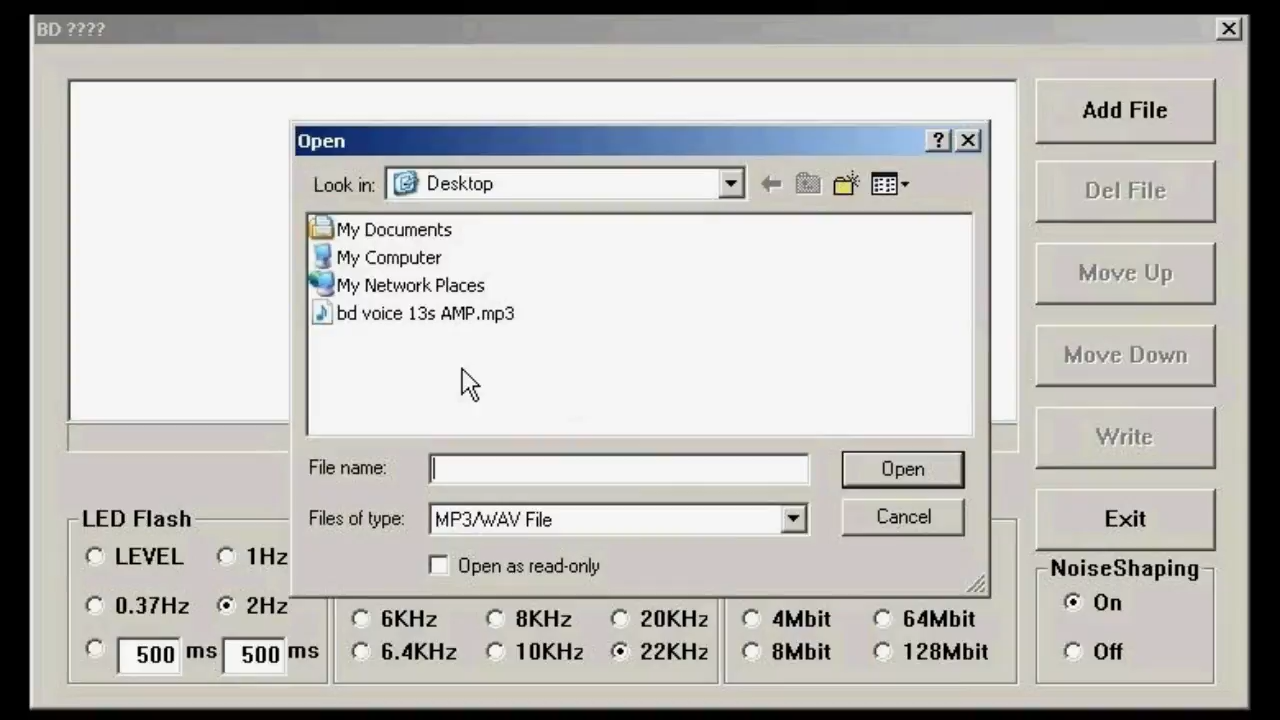 BD ????
Add File
Open
Look in: Desktop
My Documents
My Computer
My Network Places
bd voice 13s AMP.mp3
Del File
Move Up
Move Down
Write
File name:
Open
Files of type: MP3/WAV File
Cancel
Open as read-only
Exit
LED Flash
LEVEL 1Hz
0.37Hz 2Hz
500 ms 500 ms
6KHz 8KHz 20KHz
6.4KHz 10KHz 22KHz
4Mbit 64Mbit
8Mbit 128Mbit
NoiseShaping
On
Off